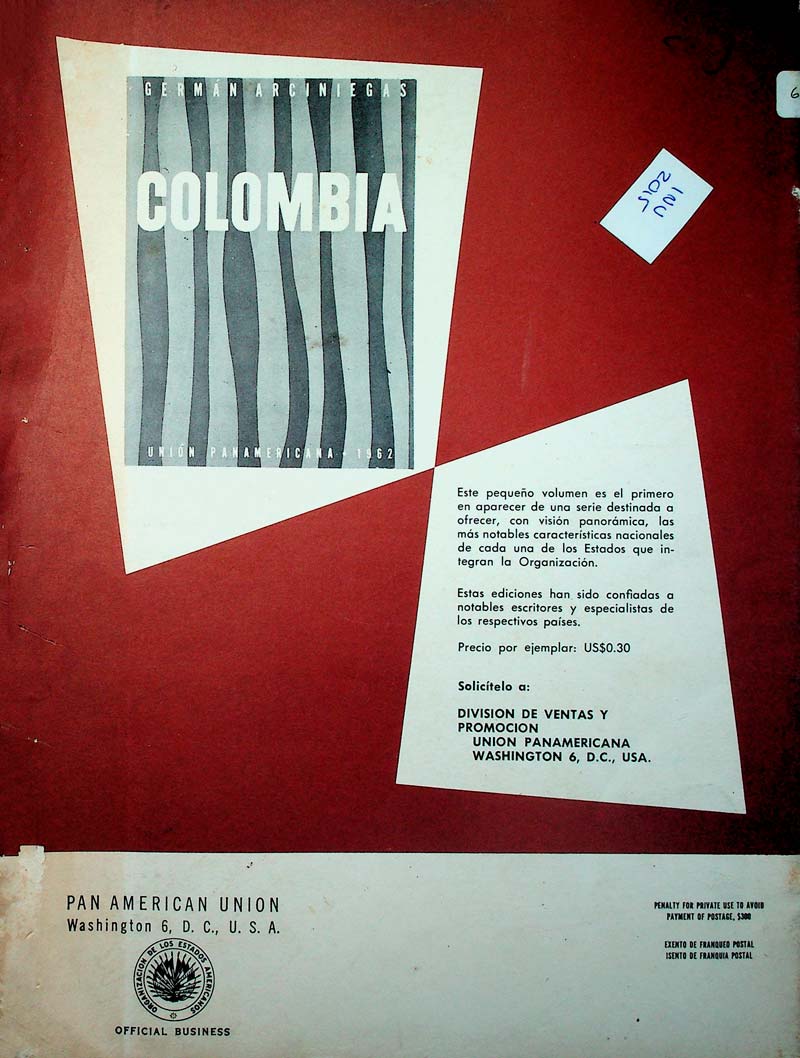 GERMÁN ARCINIEGAS
COLOMBIA
UNIÓN PANAMERICANA · 1962
6
INV
2015
Este pequeño volumen es el primero
en aparecer de una serie destinada a
ofrecer, con visión panorámica, las
más notables características nacionales
de cada una de los Estados que in-
tegran la Organización.
Estas ediciones han sido confiadas a
notables escritores y especialistas de
los respectivos países.
Precio por ejemplar: US$0.30
Solicítelo a:
DIVISION DE VENTAS Y
PROMOCION
UNION PANAMERICANA
WASHINGTON 6, D.C., USA.
PAN AMERICAN UNION
Washington 6, D. C., U. S. A.
ORGANIZACION DE LOS ESTADOS AMERICANOS
OFFICIAL BUSINESS
PENALTY FOR PRIVATE USE TO AVOID
PAYMENT OF POSTAGE, $300
EXENTO DE FRANQUEO POSTAL
ISENTO DE FRANQUIA POSTAL